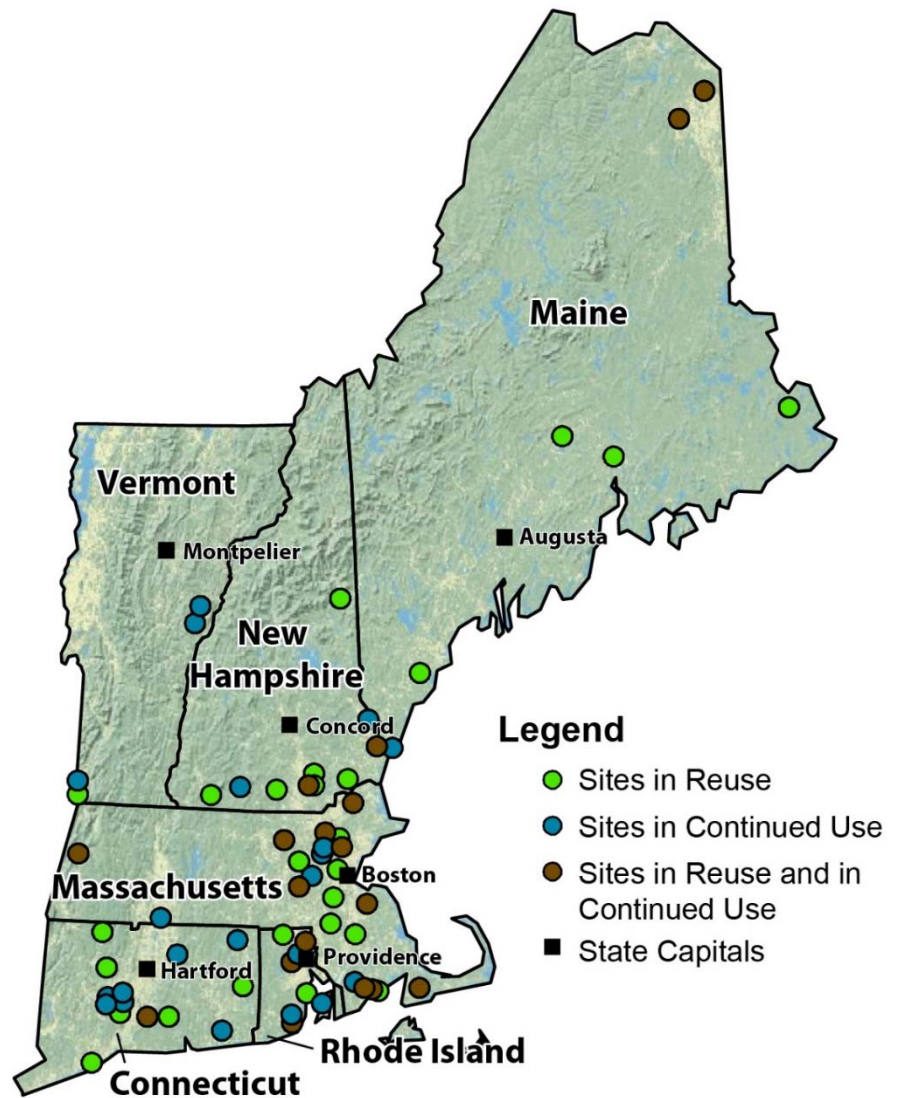 Maine
Vermont
Montpelier
Augusta
New
Hampshire
Concord
Legend
Sites in Reuse
Sites in Continued Use
Sites in Reuse and in
Continued Use
State Capitals
Massachusetts
Boston
Hartford
Providence
Rhode Island
Connecticut